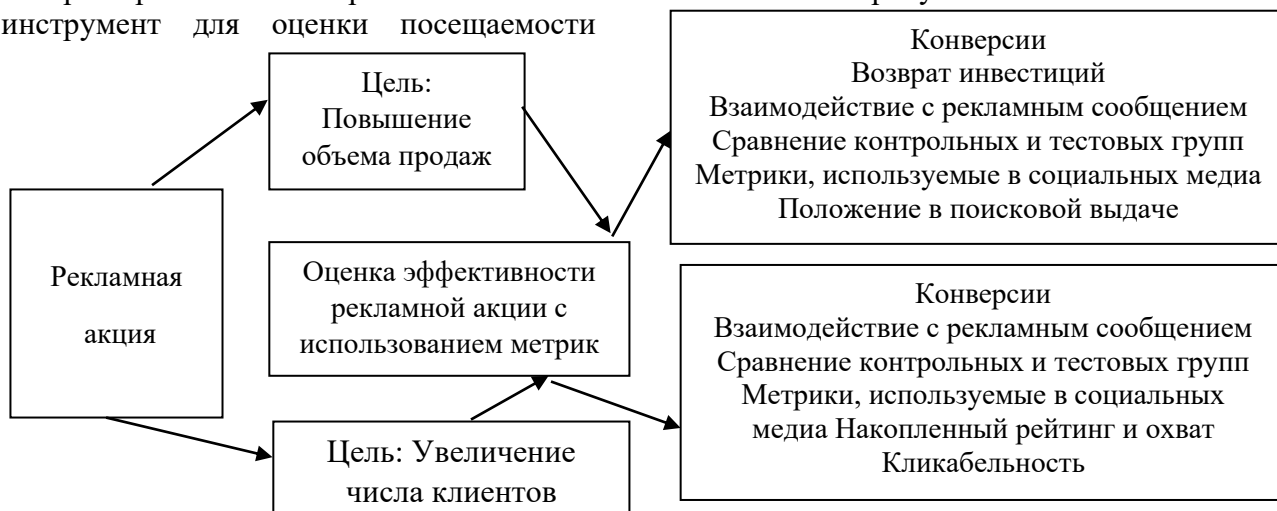 инструмент для оценки посещаемости
Цель:
Повышение
объема продаж
Конверсии
Возврат инвестиций
Взаимодействие с рекламным сообщением
Сравнение контрольных и тестовых групп
Метрики, используемые в социальных медиа
Положение в поисковой выдаче
Рекламная
акция
Оценка эффективности
рекламной акции с
использованием метрик
Конверсии
Взаимодействие с рекламным сообщением
Сравнение контрольных и тестовых групп
Метрики, используемые в социальных
медиа Накопленный рейтинг и охват
Кликабельность
Цель: Увеличение
числа клиентов